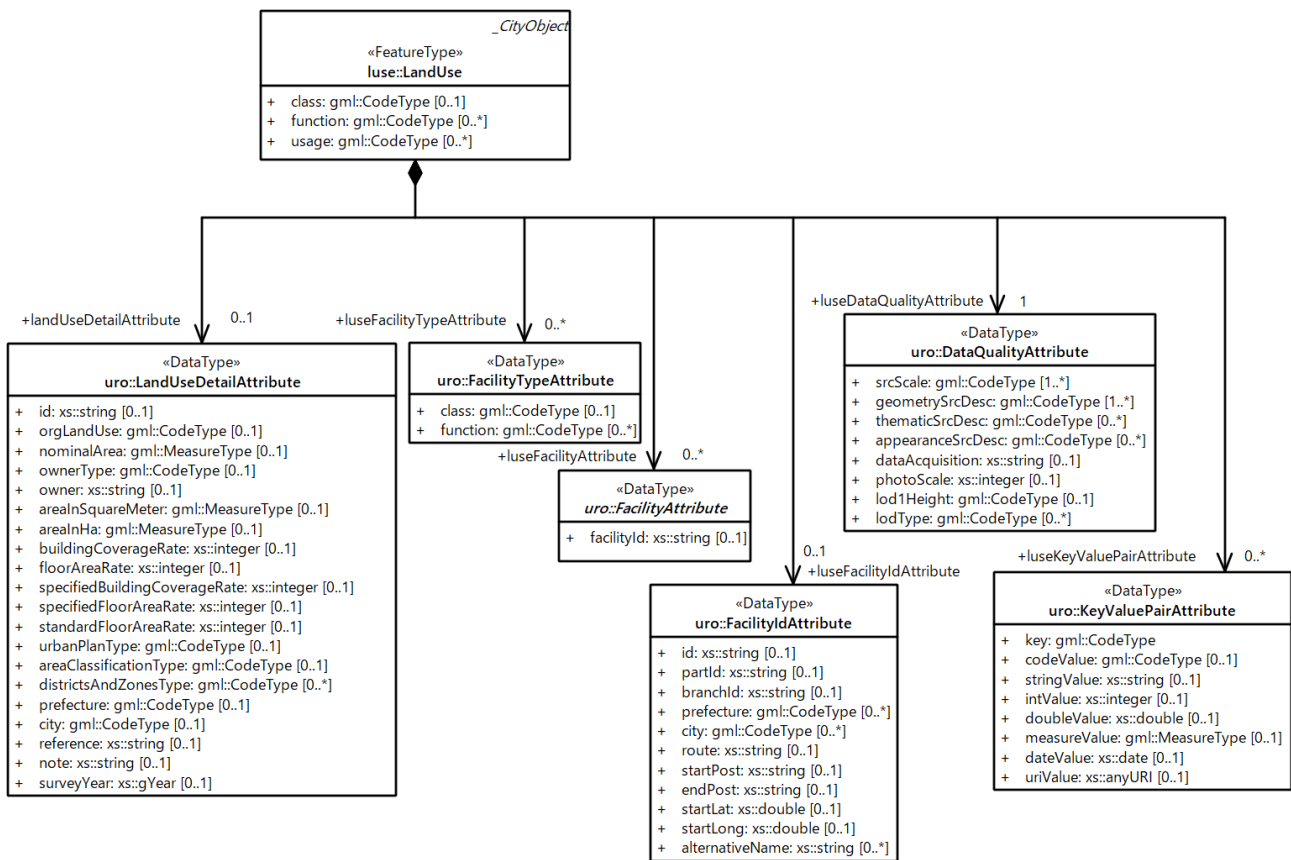 _CityObject
«FeatureType»
luse::LandUse
+ class: gml::CodeType [0..1]
+ function: gml::CodeType [0..*]
+ usage: gml::CodeType [0..*]
+landUseDetailAttribute 0..1
«DataType»
uro::LandUseDetailAttribute
+ id: xs::string [0..1]
+ orgLandUse: gml::CodeType [0..1]
+ nominalArea: gml::MeasureType [0..1]
+ ownerType: gml::CodeType [0..1]
+ owner: xs::string [0..1]
+ areaInSquareMeter: gml::MeasureType [0..1]
+ areaInHa: gml::MeasureType [0..1]
+ buildingCoverageRate: xs::integer [0..1]
+ floorAreaRate: xs::integer [0..1]
+ specifiedBuildingCoverageRate: xs::integer [0..1]
+ specifiedFloorAreaRate: xs::integer [0..1]
+ standardFloorAreaRate: xs::integer [0..1]
+ urbanPlanType: gml::CodeType [0..1]
+ areaClassificationType: gml::CodeType [0..1]
+ districtsAndZonesType: gml::CodeType [0..*]
+ prefecture: gml::CodeType [0..1]
+ city: gml::CodeType [0..1]
+ reference: xs::string [0..1]
+ note: xs::string [0..1]
+ surveyYear: xs::gYear [0..1]
+luseFacilityTypeAttribute 0..*
«DataType»
uro::FacilityTypeAttribute
+ class: gml::CodeType [0..1]
+ function: gml::CodeType [0..*]
+luseFacilityAttribute 0..*
«DataType»
uro::FacilityAttribute
+ facilityId: xs::string [0..1]
0..1
+luseFacilityIdAttribute
«DataType»
uro::FacilityIdAttribute
+ id: xs::string [0..1]
+ partId: xs::string [0..1]
+ branchId: xs::string [0..1]
+ prefecture: gml::CodeType [0..*]
+ city: gml::CodeType [0..*]
+ route: xs::string [0..1]
+ startPost: xs::string [0..1]
+ endPost: xs::string [0..1]
+ startLat: xs::double [0..1]
+ startLong: xs::double [0..1]
+ alternativeName: xs::string [0..*]
+luseDataQualityAttribute 1
«DataType»
uro::DataQualityAttribute
+ srcScale: gml::CodeType [1..*]
+ geometrySrcDesc: gml::CodeType [1..*]
+ thematicSrcDesc: gml::CodeType [0..*]
+ appearanceSrcDesc: gml::CodeType [0..*]
+ dataAcquisition: xs::string [0..1]
+ photoScale: xs::integer [0..1]
+ lod1Height: gml::CodeType [0..1]
+ lodType: gml::CodeType [0..*]
+luseKeyValuePairAttribute 0..*
«DataType»
uro::KeyValuePairAttribute
+ key: gml::CodeType
+ codeValue: gml::CodeType [0..1]
+ stringValue: xs::string [0..1]
+ intValue: xs::integer [0..1]
+ doubleValue: xs::double [0..1]
+ measureValue: gml::MeasureType [0..1]
+ dateValue: xs::date [0..1]
+ uriValue: xs::anyURI [0..1]